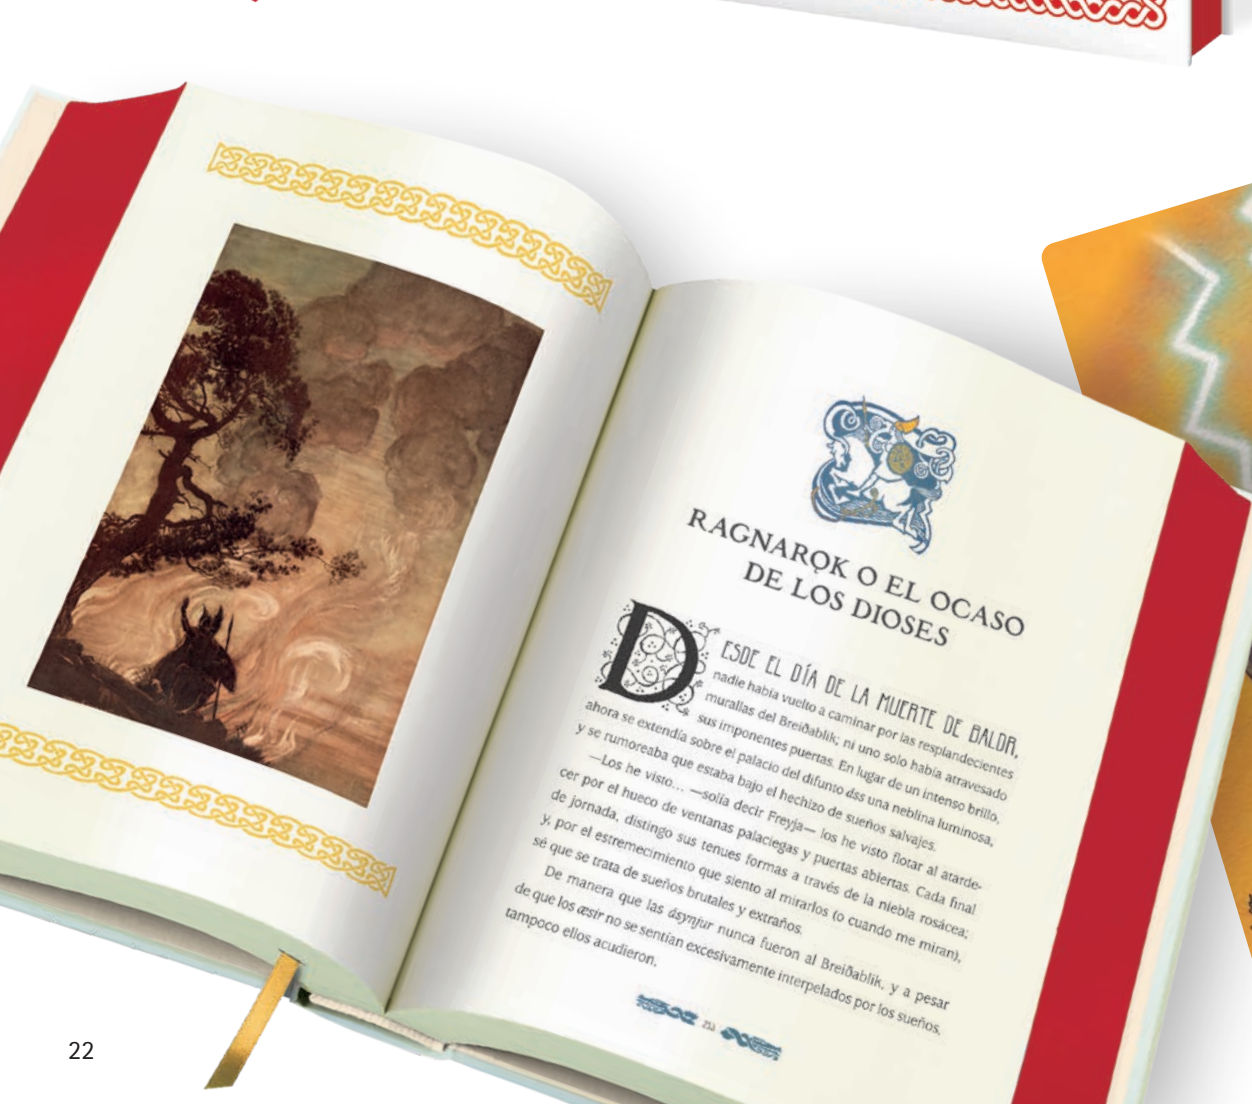 RAGNARǪK O EL OCASO
DE LOS DIOSES
DESDE EL DÍA DE LA MUERTE DE BALDR,
nadie había vuelto a caminar por las resplandecientes
murallas del Breiðablik; ni uno solo había atravesado
sus imponentes puertas. En lugar de un intenso brillo,
ahora se extendía sobre el palacio del difunto áss una neblina luminosa,
y se rumoreaba que estaba bajo el hechizo de sueños salvajes.
—Los he visto… —solía decir Freyja— los he visto flotar al atarde-
cer por el hueco de ventanas palaciegas y puertas abiertas. Cada final
de jornada, distingo sus tenues formas a través de la niebla rosácea;
y, por el estremecimiento que siento al mirarlos (o cuando me miran),
sé que se trata de sueños brutales y extraños.
De manera que las ásynjur nunca fueron al Breiðablik, y a pesar
de que los æsir no se sentían excesivamente interpelados por los sueños,
tampoco ellos acudieron.
22